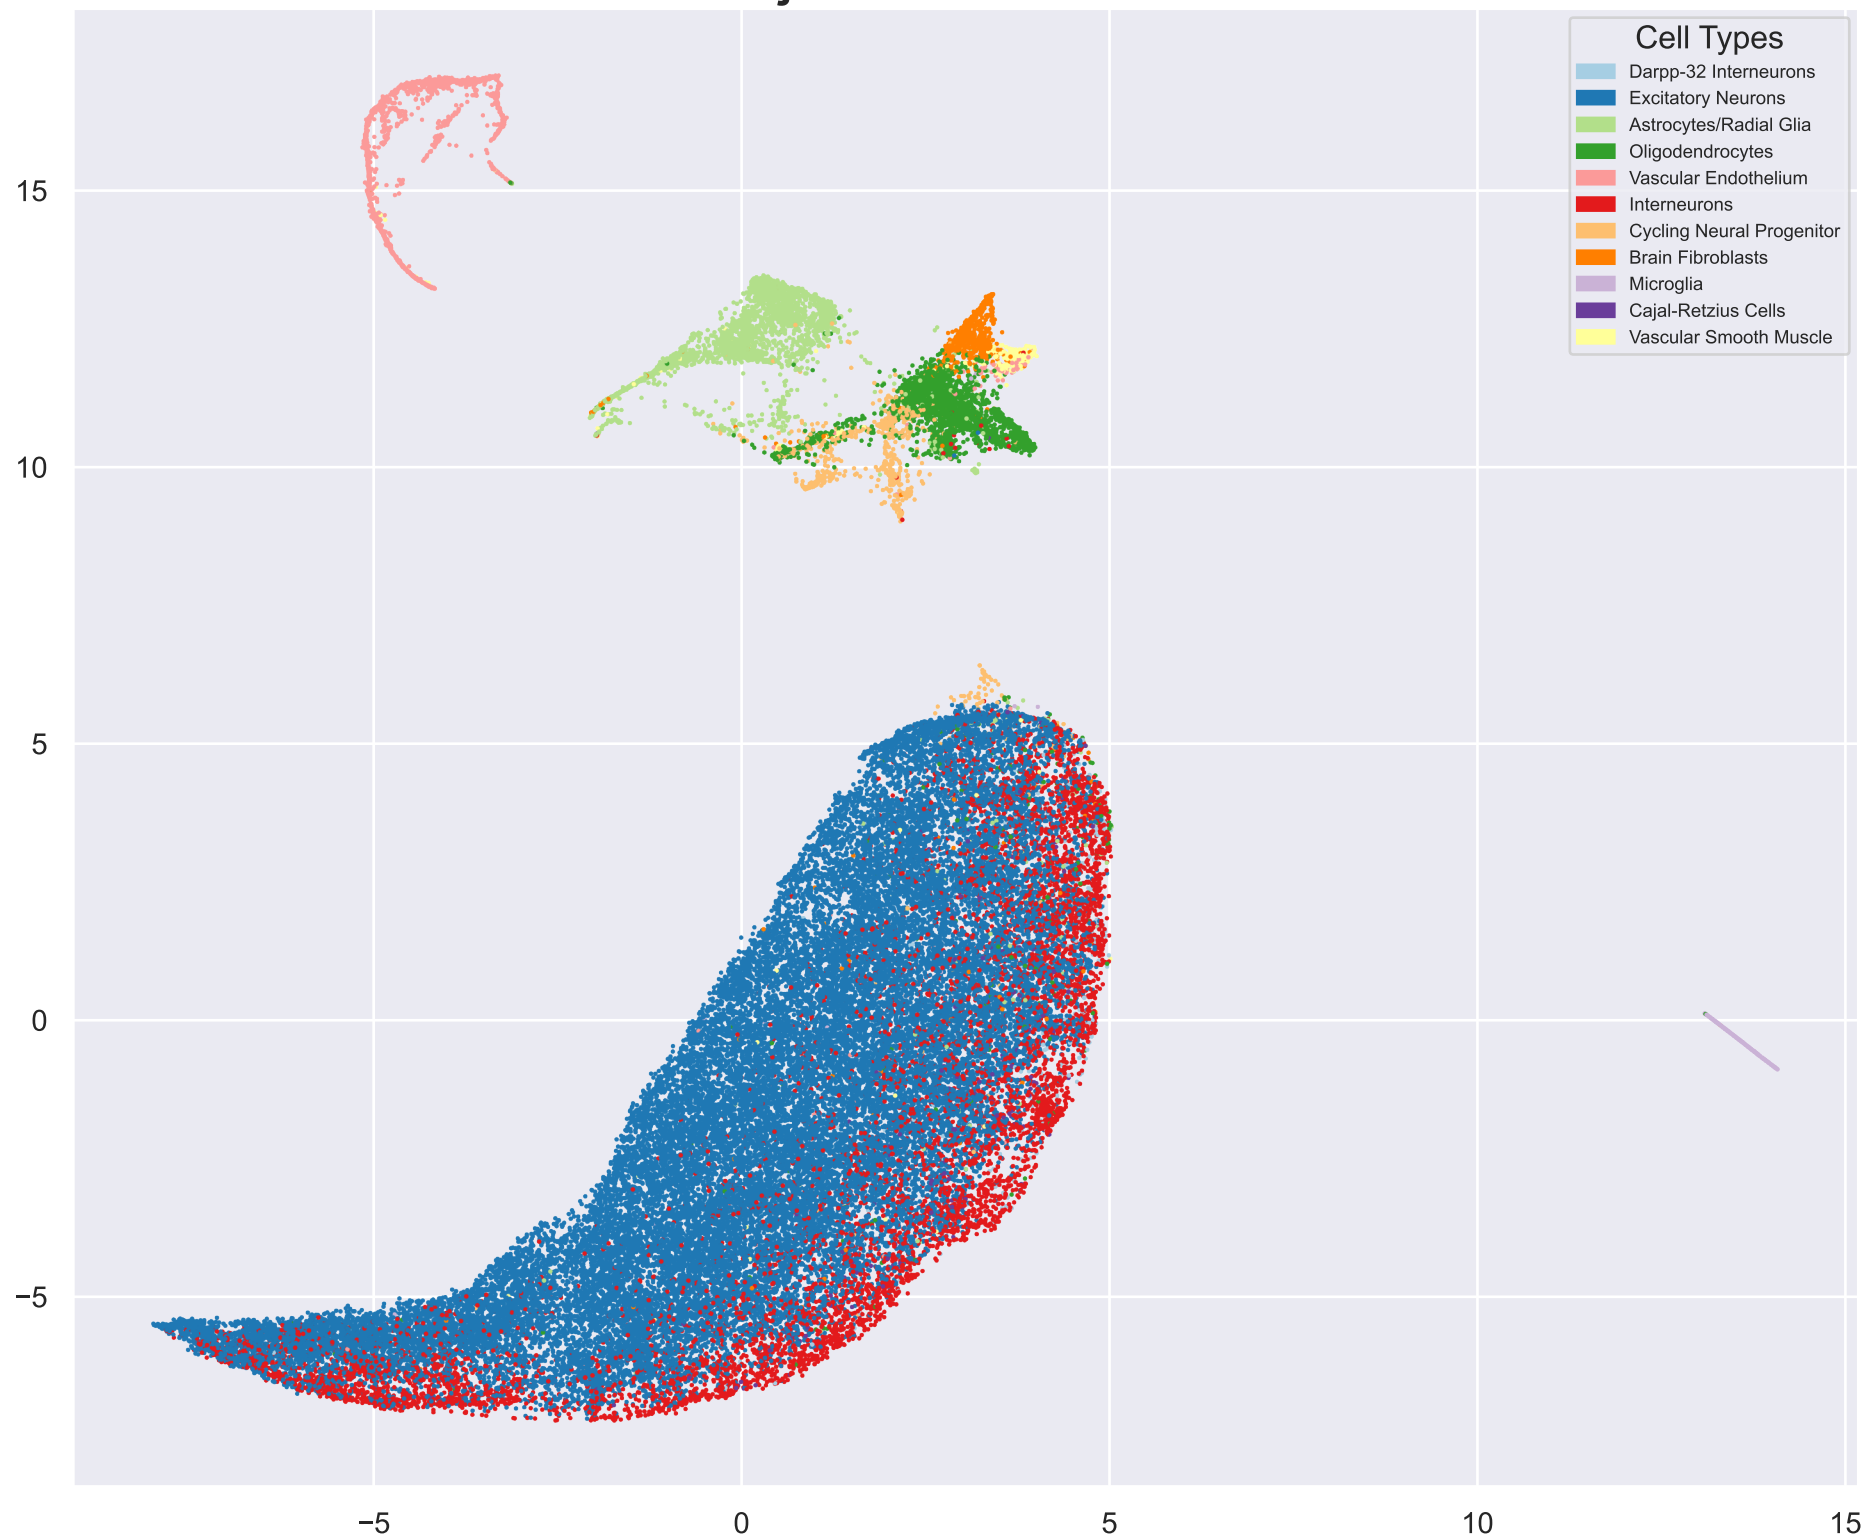 Cell Types
Darpp-32 Interneurons
Excitatory Neurons
Astrocytes/Radial Glia
Oligodendrocytes
Vascular Endothelium
Interneurons
Cycling Neural Progenitor
Brain Fibroblasts
Microglia
Cajal-Retzius Cells
Vascular Smooth Muscle
15
10
5
0
−5
−5 0 5 10 15